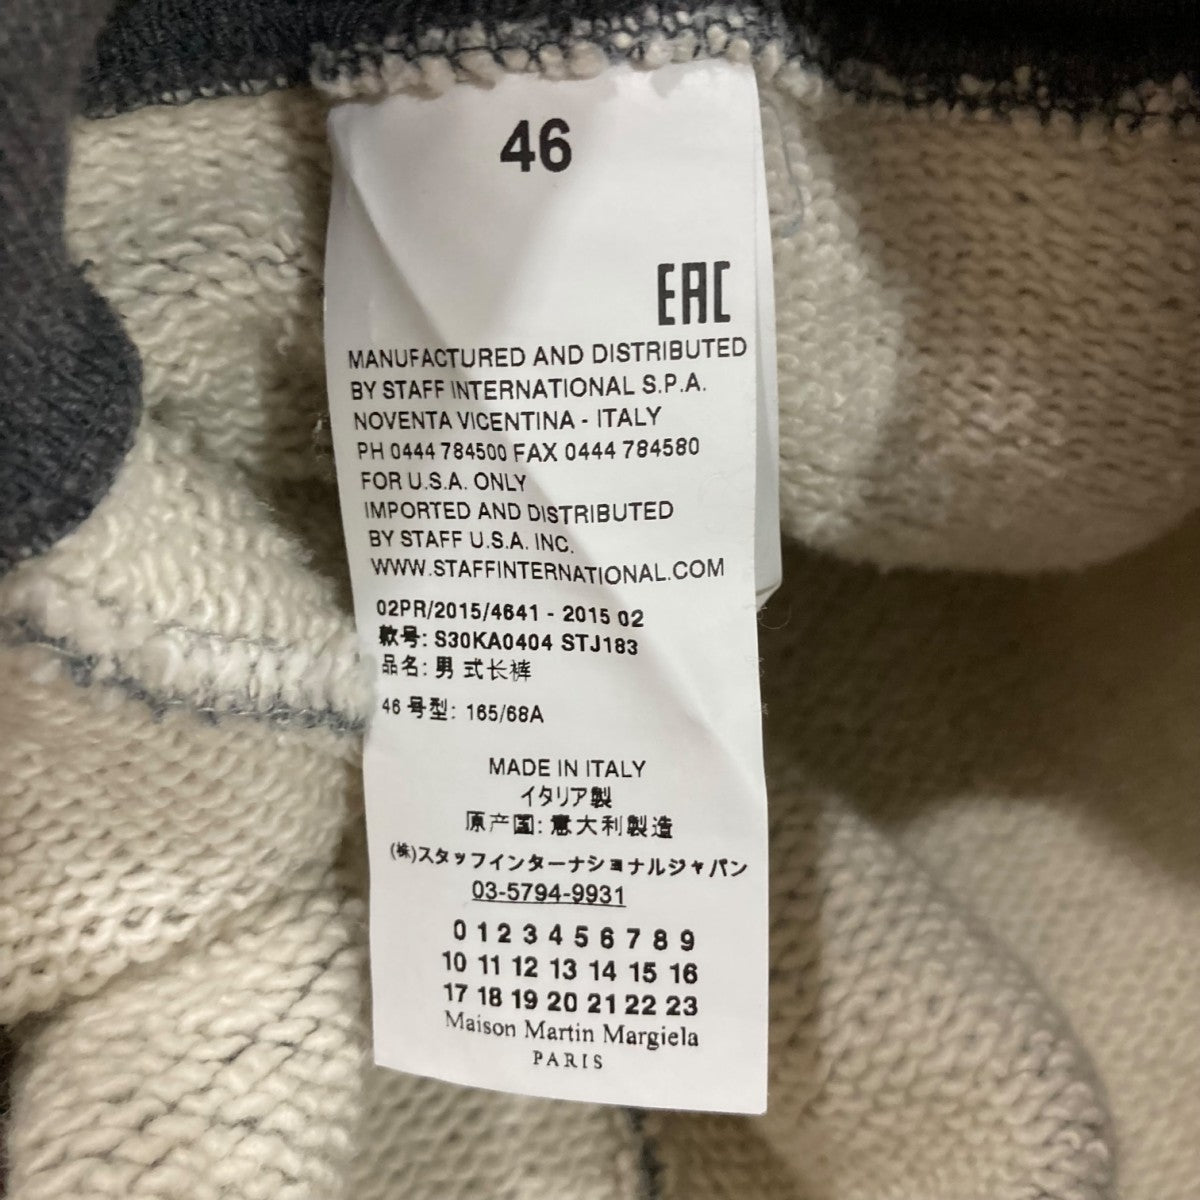 46
EAC
MANUFACTURED AND DISTRIBUTED
BY STAFF INTERNATIONAL S.P.A.
NOVENTA VICENTINA - ITALY
PH 0444 784500 FAX 0444 784580
FOR U.S.A. ONLY
IMPORTED AND DISTRIBUTED
BY STAFF U.S.A. INC.
WWW.STAFFINTERNATIONAL.COM
02PR/2015/4641 - 2015 02
款号: S30KA0404 STJ183
品名: 男 式长裤
46 号型: 165/68A
MADE IN ITALY
イタリア製
原产国: 意大利製造
(株)スタッフインターナショナルジャパン
03-5794-9931
0 1 2 3 4 5 6 7 8 9
10 11 12 13 14 15 16
17 18 19 20 21 22 23
Maison Martin Margiela
PARIS